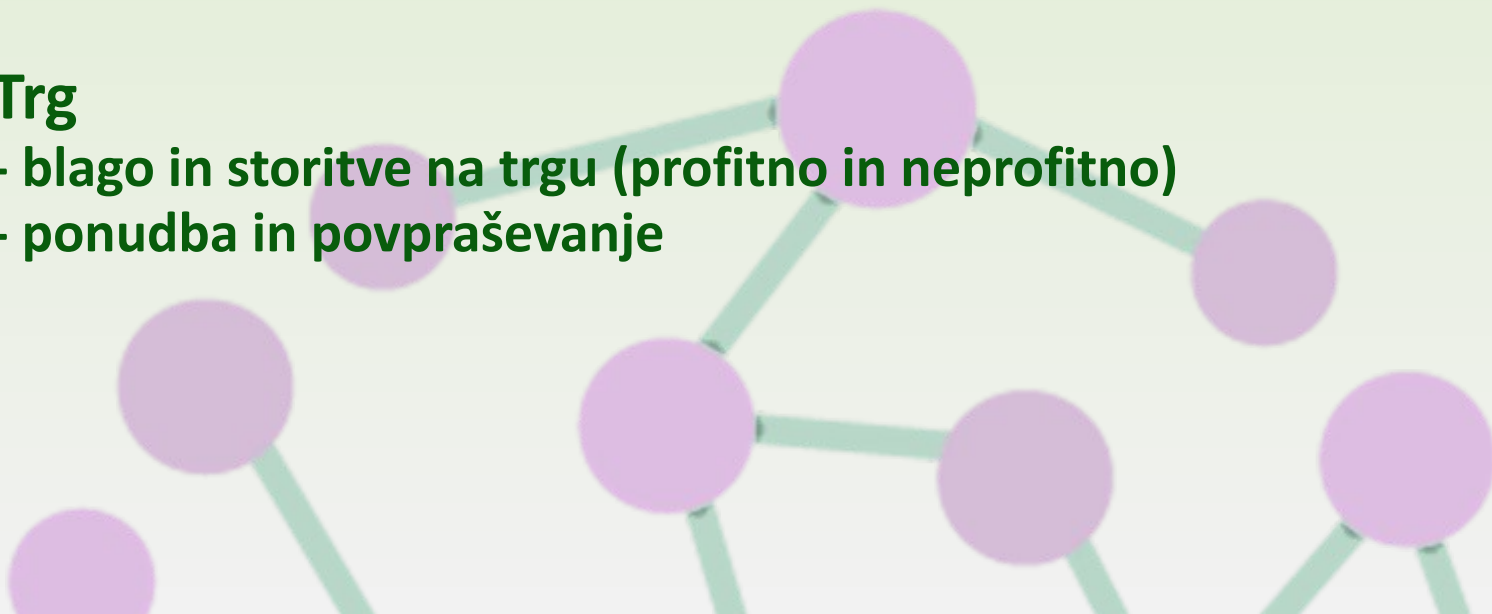 Trg
- blago in storitve na trgu (profitno in neprofitno)
- ponudba in povpraševanje